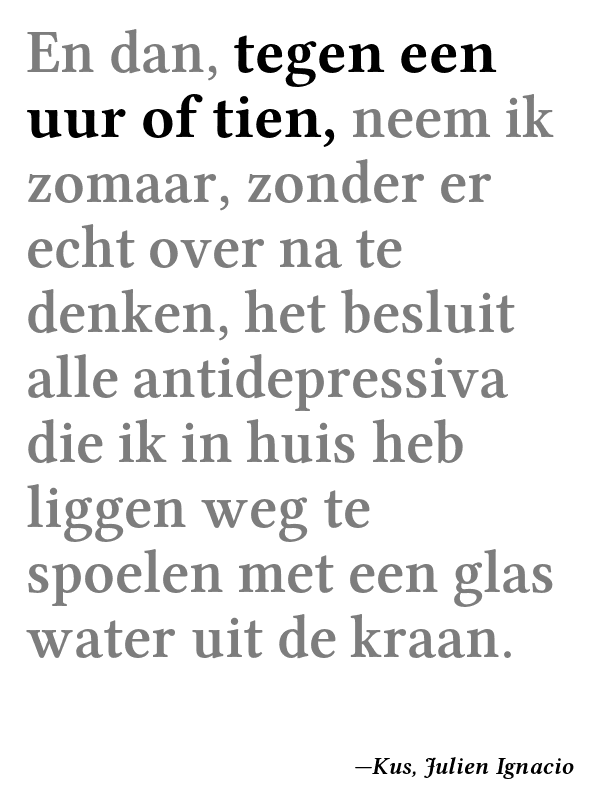 En dan, tegen een
uur of tien, neem ik
zomaar, zonder er
echt over na te
denken, het besluit
alle antidepressiva
die ik in huis heb
liggen weg te
spoelen met een glas
water uit de kraan.
—Kus, Julien Ignacio